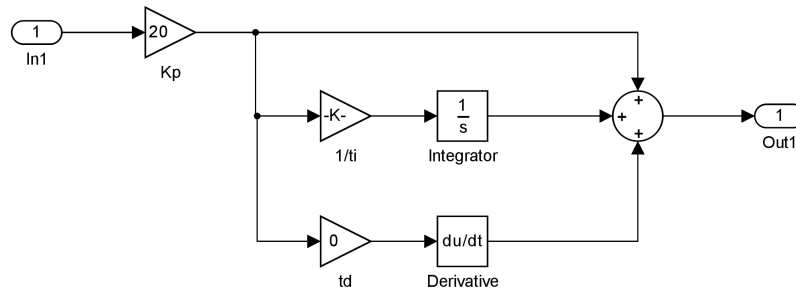 1
In1
20
Kp
-K-
1/ti
1
s
Integrator
0
td
du/dt
Derivative
+
+
+
1
Out1